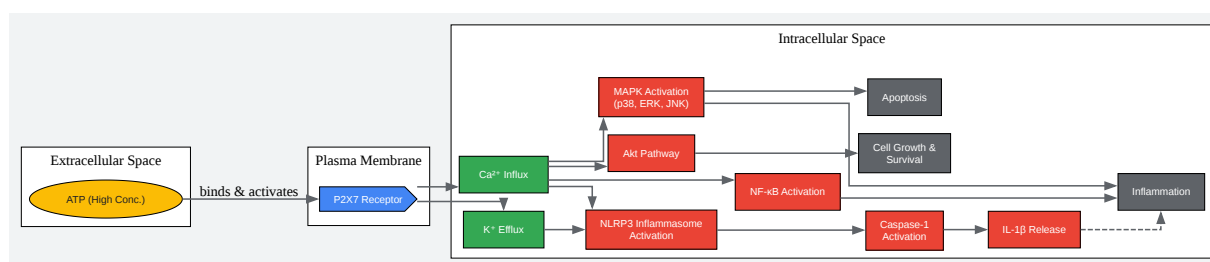 Intracellular Space
MAPK Activation
(p38, ERK, JNK)
Apoptosis
Extracellular Space
Plasma Membrane
Ca²⁺ Influx
Akt Pathway
Cell Growth &
Survival
ATP (High Conc.)
binds & activates
P2X7 Receptor
NF-κB Activation
Inflammation
K⁺ Efflux
NLRP3 Inflammasome
Activation
Caspase-1
Activation
IL-1β Release